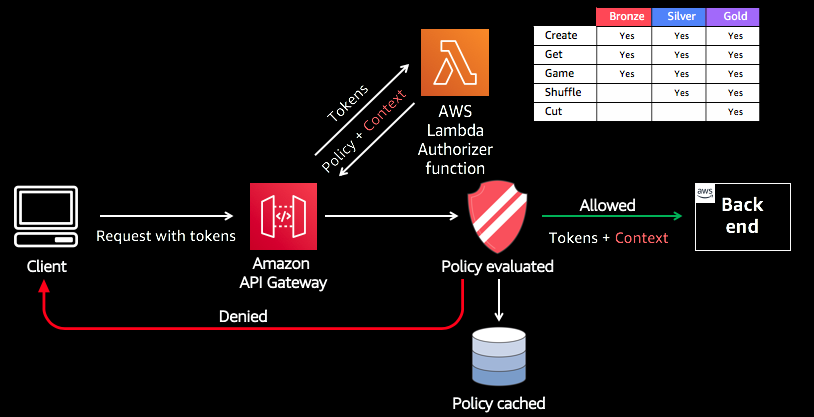 Bronze Silver Gold
Create Yes Yes Yes
Get Yes Yes Yes
Game Yes Yes Yes
Shuffle Yes Yes
Cut Yes
Tokens
Policy + Context
AWS
Lambda
Authorizer
function
Client
Request with tokens
Amazon
API Gateway
Policy evaluated
Allowed
Tokens + Context
aws
Back
end
Denied
Policy cached